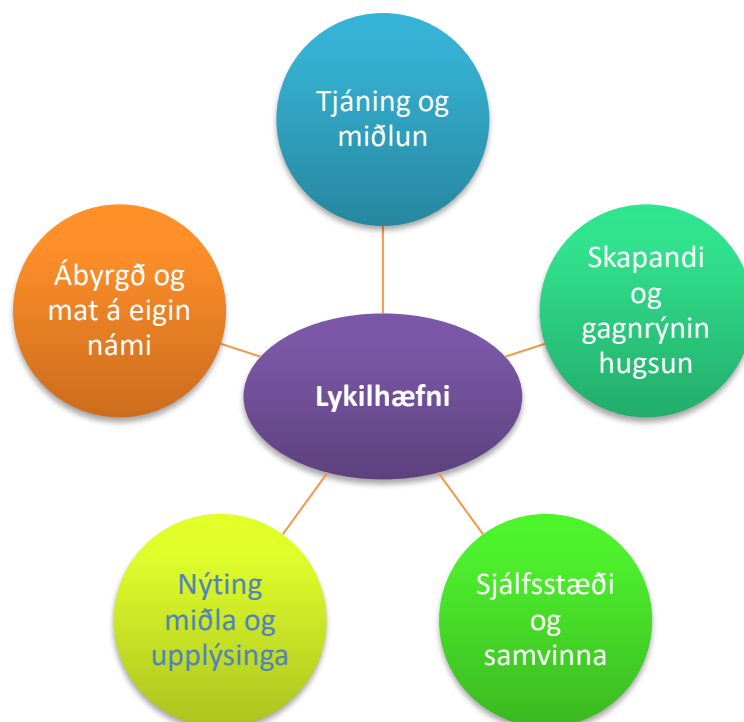 Tjáning og
miðlun
Skapandi
og
gagnrýnin
hugsun
Ábyrgð og
mat á eigin
námi
Lykilhæfni
Nýting
miðla og
upplýsinga
Sjálfsstæði
og
samvinna